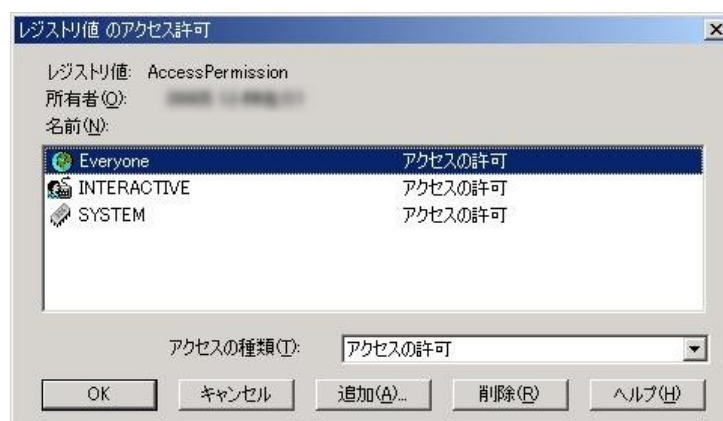 レジストリ値 のアクセス許可
レジストリ値: AccessPermission
所有者(O):
名前(N):
Everyone アクセスの許可
INTERACTIVE アクセスの許可
SYSTEM アクセスの許可
アクセスの種類(T): アクセスの許可
OK キャンセル 追加(A)... 削除(R) ヘルプ(H)